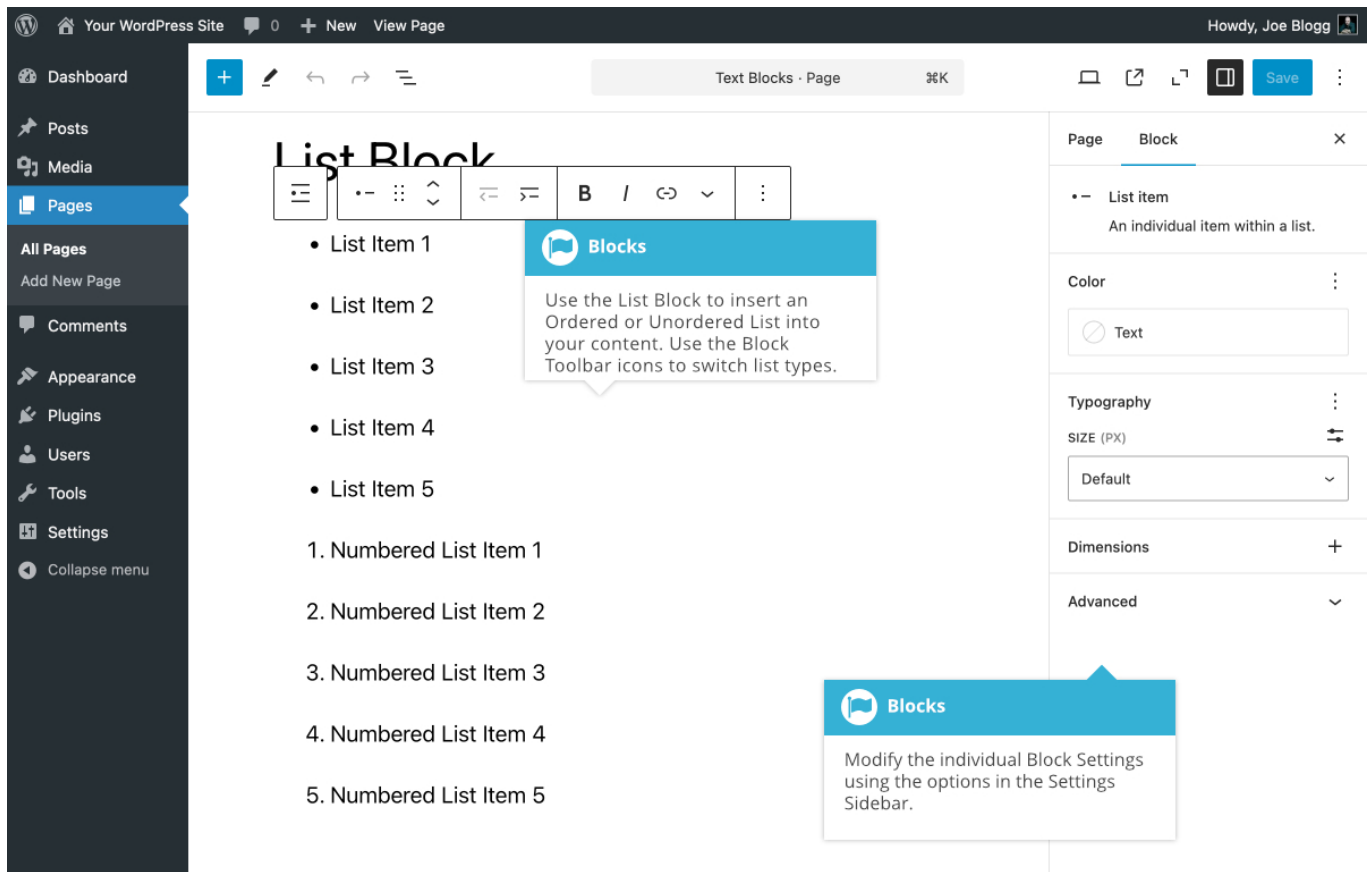 Your WordPress Site 0 New View Page Howdy, Joe Blogg
Dashboard
Posts
Media
Pages
All Pages
Add New Page
Comments
Appearance
Plugins
Users
Tools
Settings
Collapse menu
Text Blocks · Page ⌘K
Save
List Block
B I
• List Item 1
• List Item 2
• List Item 3
• List Item 4
• List Item 5
1. Numbered List Item 1
2. Numbered List Item 2
3. Numbered List Item 3
4. Numbered List Item 4
5. Numbered List Item 5
Blocks
Use the List Block to insert an
Ordered or Unordered List into
your content. Use the Block
Toolbar icons to switch list types.
Page Block
List item
An individual item within a list.
Color
Text
Typography
SIZE (PX)
Default
Dimensions
Advanced
Blocks
Modify the individual Block Settings
using the options in the Settings
Sidebar.